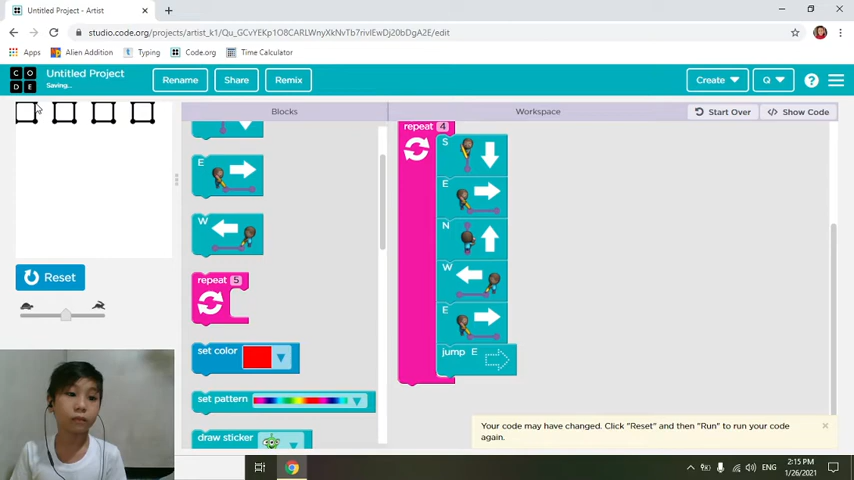 Untitled Project - Artist
studio.code.org/projects/artist_k1/Qu_GCvYEKp1O8CARLWnyXkNvTb7rivIEvDj20bDgA2E/edit
Apps
Alien Addition
Typing
Code.org
Time Calculator
C O
D E
Untitled Project
Saving...
Rename
Share
Remix
Create
Q
?
Blocks
Workspace
Start Over
Show Code
E
W
repeat 5
set color
set pattern
draw sticker
repeat 4
S
E
N
W
E
jump E
Reset
Your code may have changed. Click "Reset" and then "Run" to run your code
again.
ENG
2:15 PM
1/26/2021